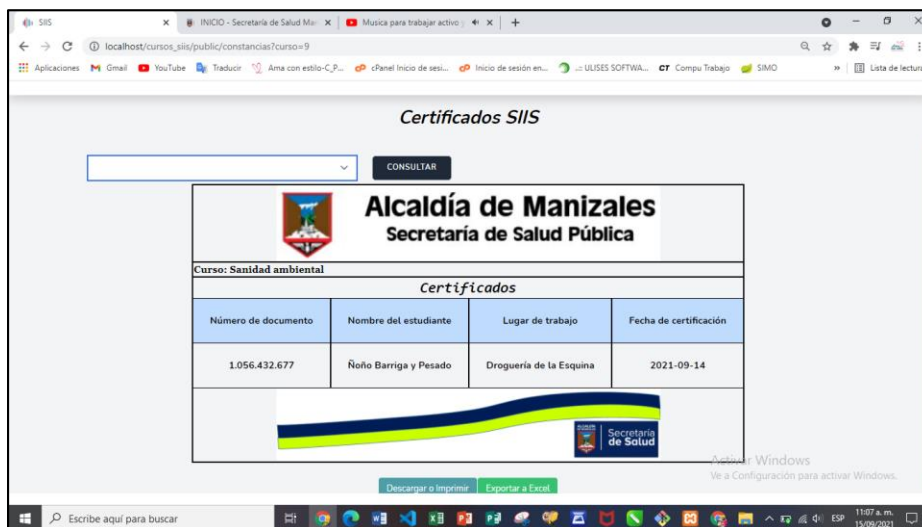 SIIS
INICIO - Secretaría de Salud Man
Musica para trabajar activo y
localhost/cursos_siis/public/constancias?curso=9
Aplicaciones Gmail YouTube Traducir Ama con estilo-C_P... cPanel Inicio de sesi... Inicio de sesión en... ..:: ULISES SOFTWA... CT Compu Trabajo SIMO » Lista de lectura
Certificados SIIS
CONSULTAR
Alcaldía de Manizales
Secretaría de Salud Pública
Curso: Sanidad ambiental
Certificados
Número de documento Nombre del estudiante Lugar de trabajo Fecha de certificación
1.056.432.677 Ñoño Barriga y Pesado Droguería de la Esquina 2021-09-14
Secretaría
de Salud
Activar Windows
Ve a Configuración para activar Windows.
Descargar o Imprimir Exportar a Excel
Escribe aquí para buscar
ESP
11:07 a. m.
15/09/2021